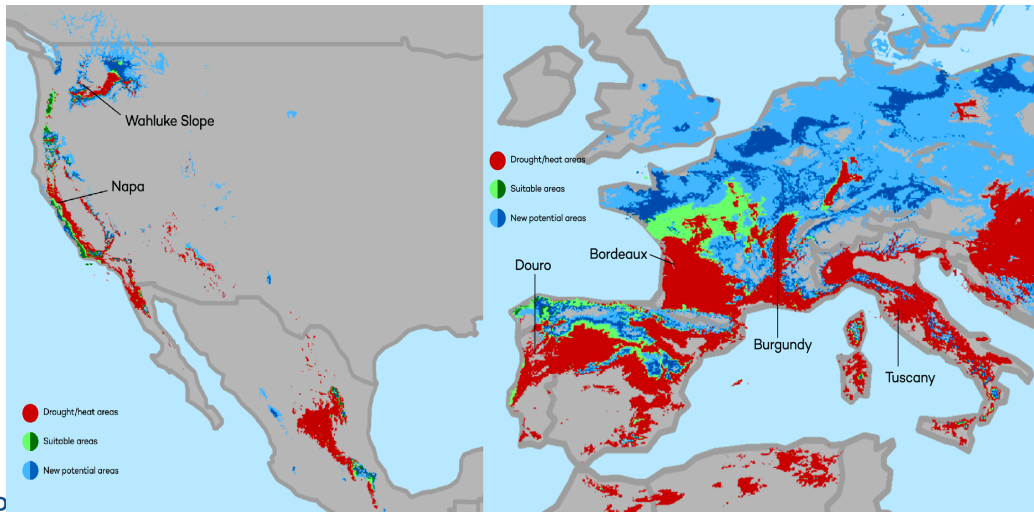 Wahluke Slope
Napa
Drought/heat areas
Suitable areas
New potential areas
Drought/heat areas
Suitable areas
New potential areas
Bordeaux
Douro
Burgundy
Tuscany